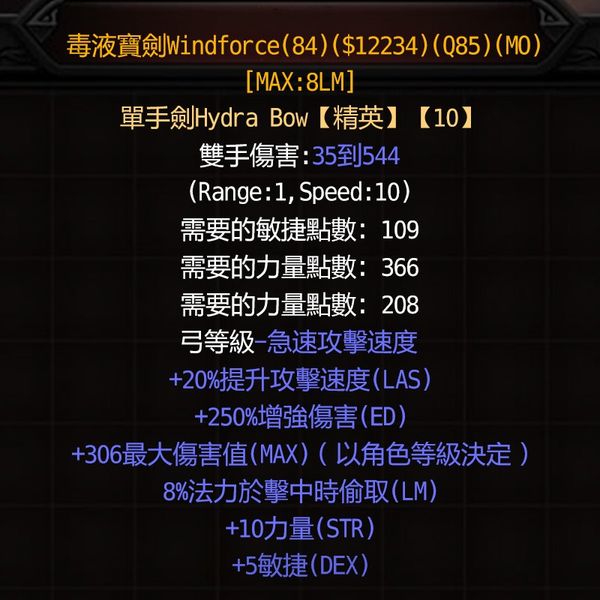 毒液寶劍Windforce(84)($12234)(Q85)(MO)
[MAX:8LM]
單手劍Hydra Bow【精英】【10】
雙手傷害:35到544
(Range:1,Speed:10)
需要的敏捷點數: 109
需要的力量點數: 366
需要的力量點數: 208
弓等級-急速攻擊速度
+20%提升攻擊速度(LAS)
+250%增強傷害(ED)
+306最大傷害值(MAX)(以角色等級決定)
8%法力於擊中時偷取(LM)
+10力量(STR)
+5敏捷(DEX)